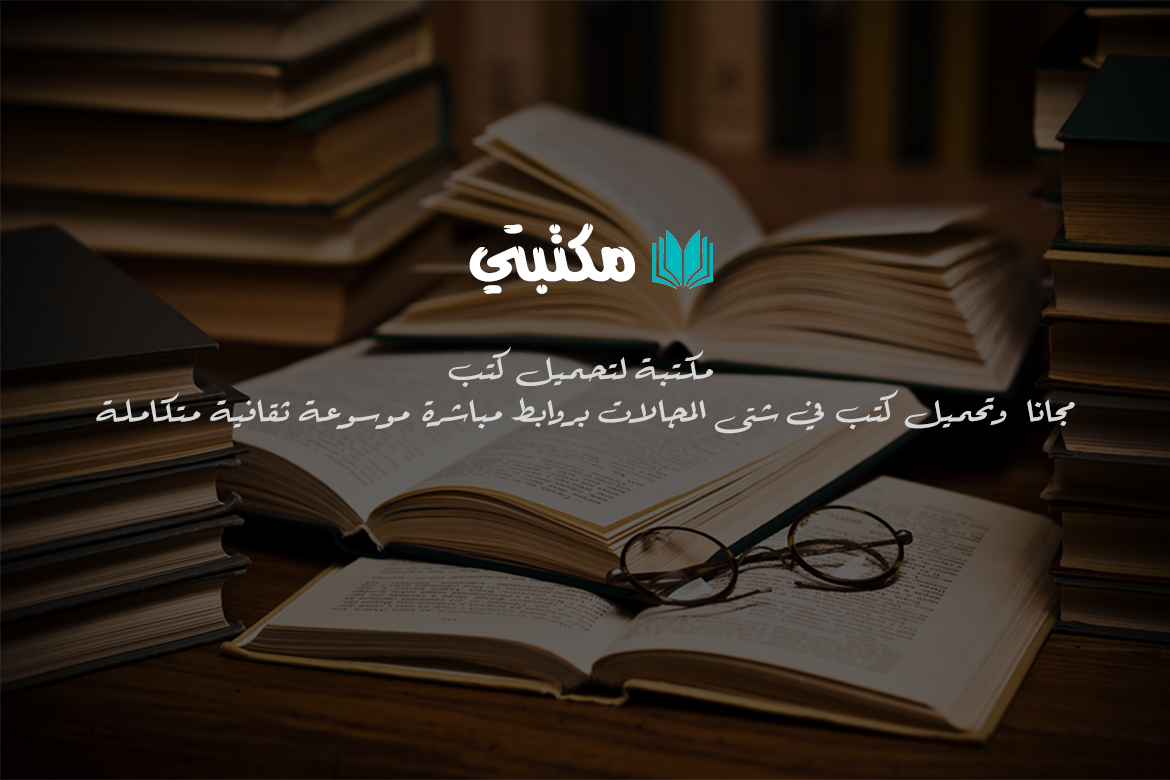 مكتبتي
مكتبة لتحميل كتب
مجانا وتحميل كتب في شتى المجالات بروابط مباشرة موسوعة ثقافية متكاملة